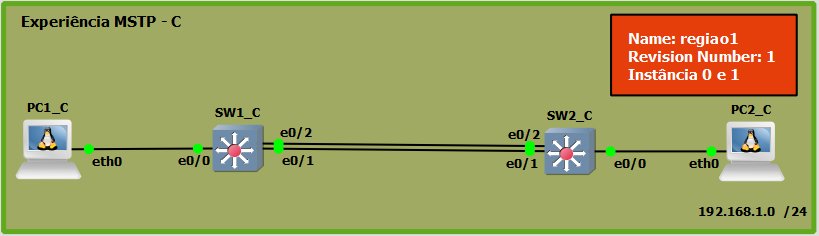 Experiência MSTP - C
Name: regiao1
Revision Number: 1
Instância 0 e 1
PC1_C
SW1_C
SW2_C
PC2_C
e0/2
e0/2
eth0
e0/0
e0/1
e0/1
e0/0
eth0
192.168.1.0 /24